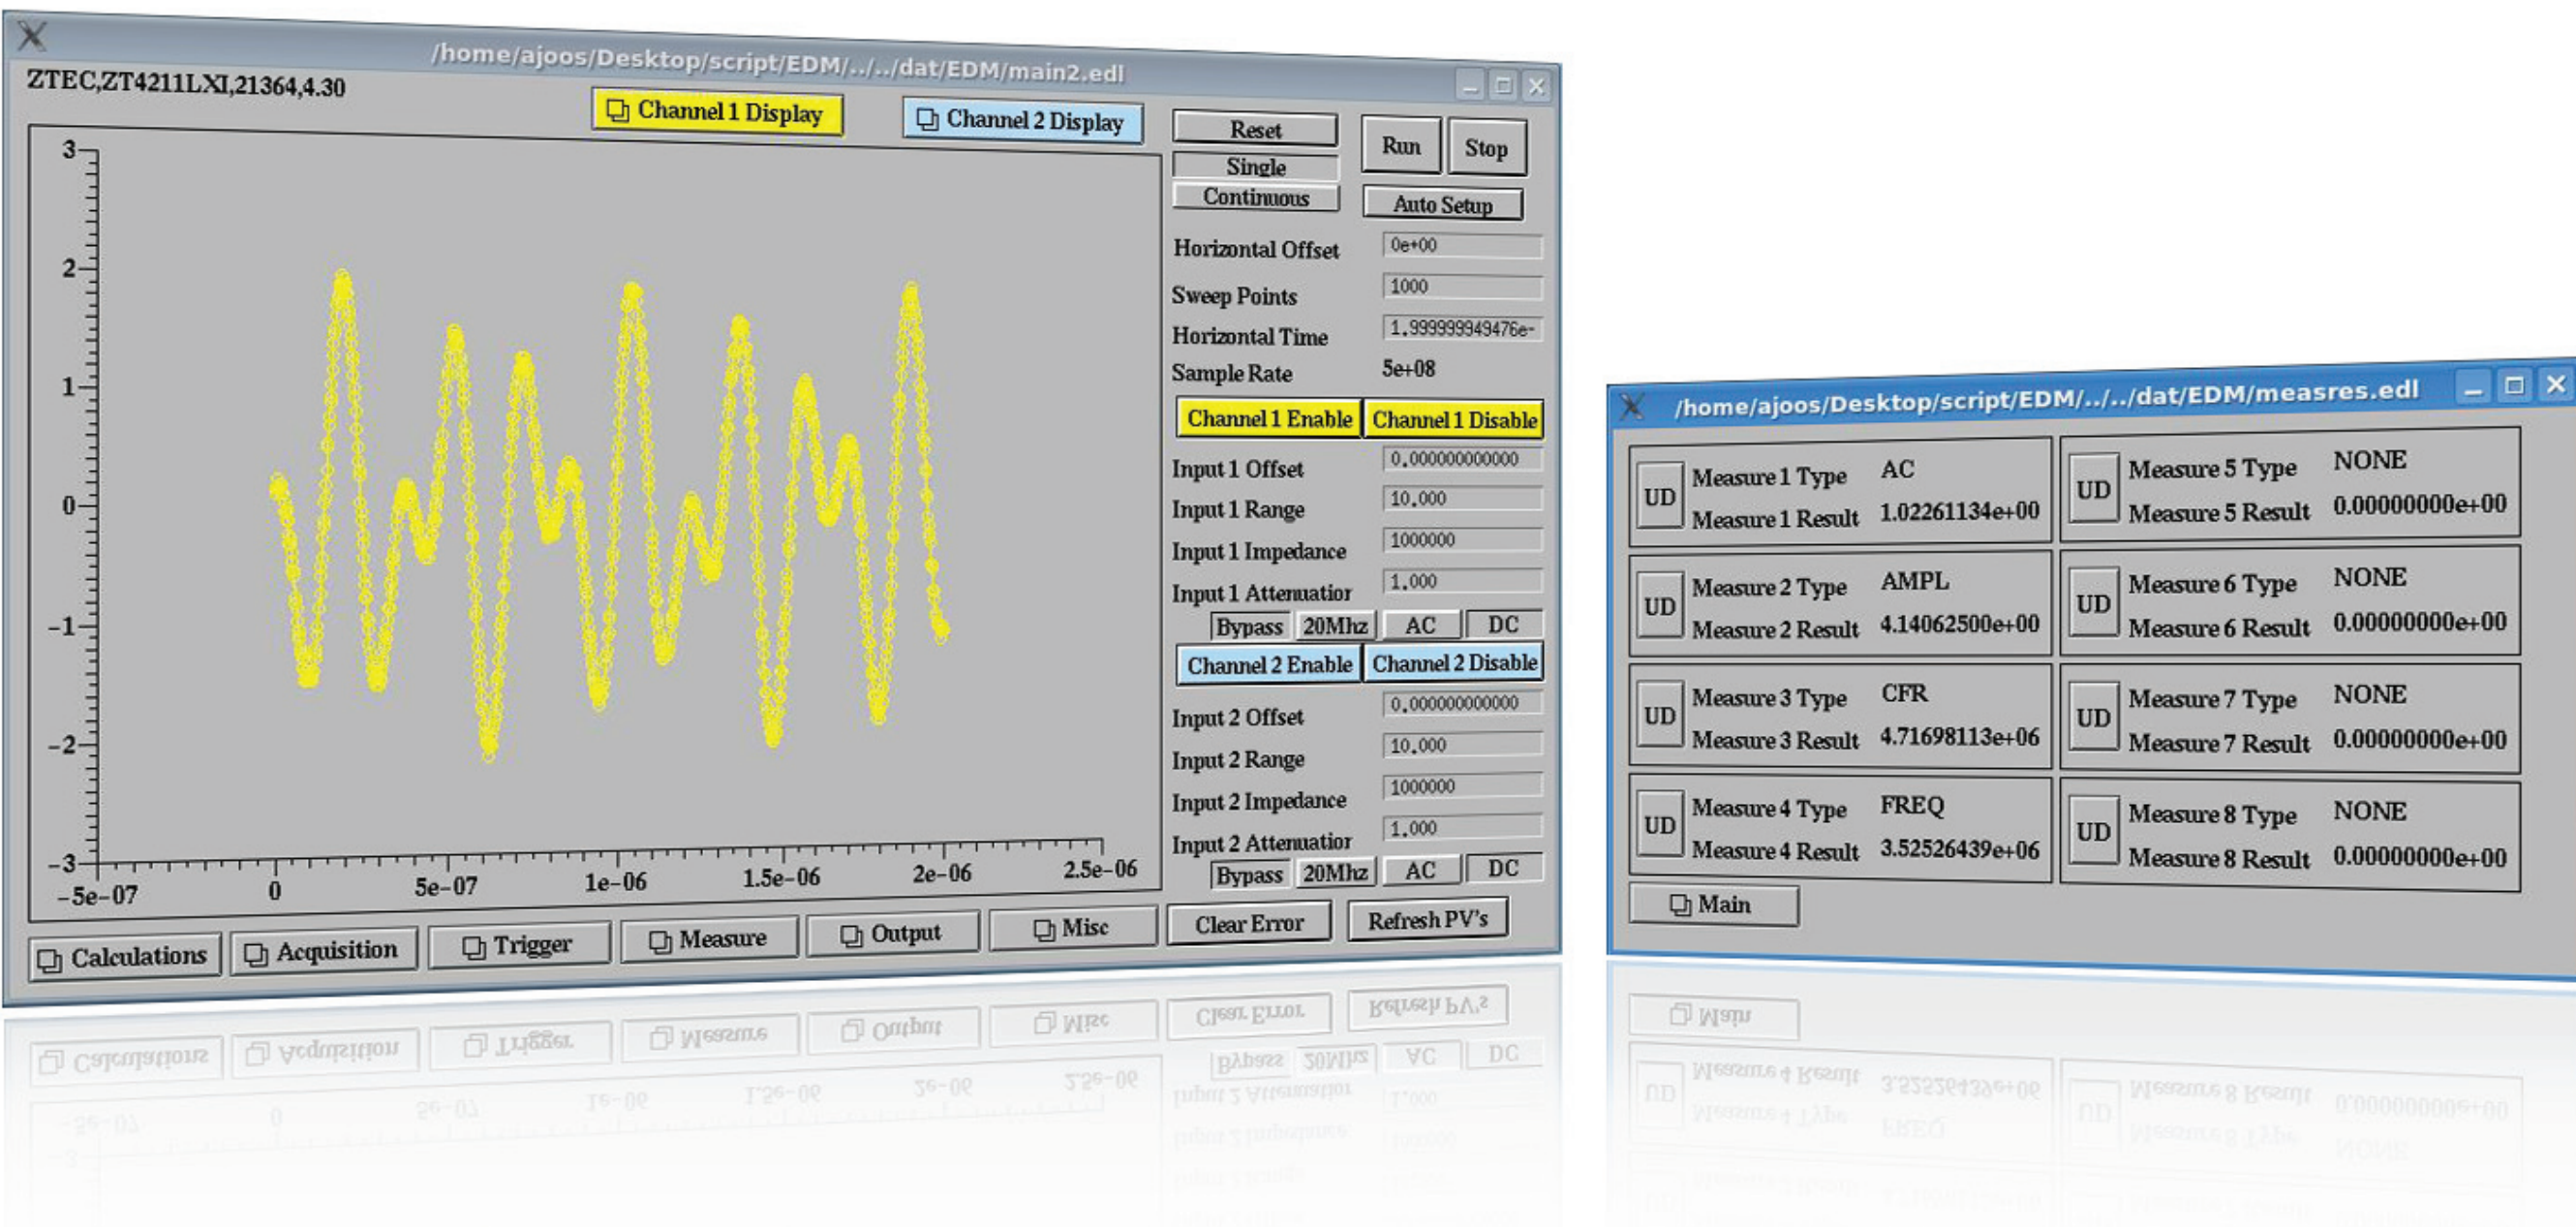 /home/ajoos/Desktop/script/EDM/../../dat/EDM/main2.edl
ZTEC,ZT4211LXI,21364,4.30
Channel 1 Display
Channel 2 Display
3
2
1
0
-1
-2
-3
-5e-07
0
5e-07
1e-06
1.5e-06
2e-06
2.5e-06
Reset
Run
Stop
Single
Continuous
Auto Setup
Horizontal Offset 0e+00
Sweep Points 1000
Horizontal Time 1.999999949476e-
Sample Rate 5e+08
Channel 1 Enable Channel 1 Disable
Input 1 Offset 0.000000000000
Input 1 Range 10.000
Input 1 Impedance 1000000
Input 1 Attenuatior 1.000
Bypass 20Mhz AC DC
Channel 2 Enable Channel 2 Disable
Input 2 Offset 0.000000000000
Input 2 Range 10.000
Input 2 Impedance 1000000
Input 2 Attenuatior 1.000
Bypass 20Mhz AC DC
Calculations
Acquisition
Trigger
Measure
Output
Misc
Clear Error
Refresh PV's
/home/ajoos/Desktop/script/EDM/../../dat/EDM/measres.edl
UD
Measure 1 Type AC
Measure 1 Result 1.02261134e+00
UD
Measure 5 Type NONE
Measure 5 Result 0.00000000e+00
UD
Measure 2 Type AMPL
Measure 2 Result 4.14062500e+00
UD
Measure 6 Type NONE
Measure 6 Result 0.00000000e+00
UD
Measure 3 Type CFR
Measure 3 Result 4.71698113e+06
UD
Measure 7 Type NONE
Measure 7 Result 0.00000000e+00
UD
Measure 4 Type FREQ
Measure 4 Result 3.52526439e+06
UD
Measure 8 Type NONE
Measure 8 Result 0.00000000e+00
Main